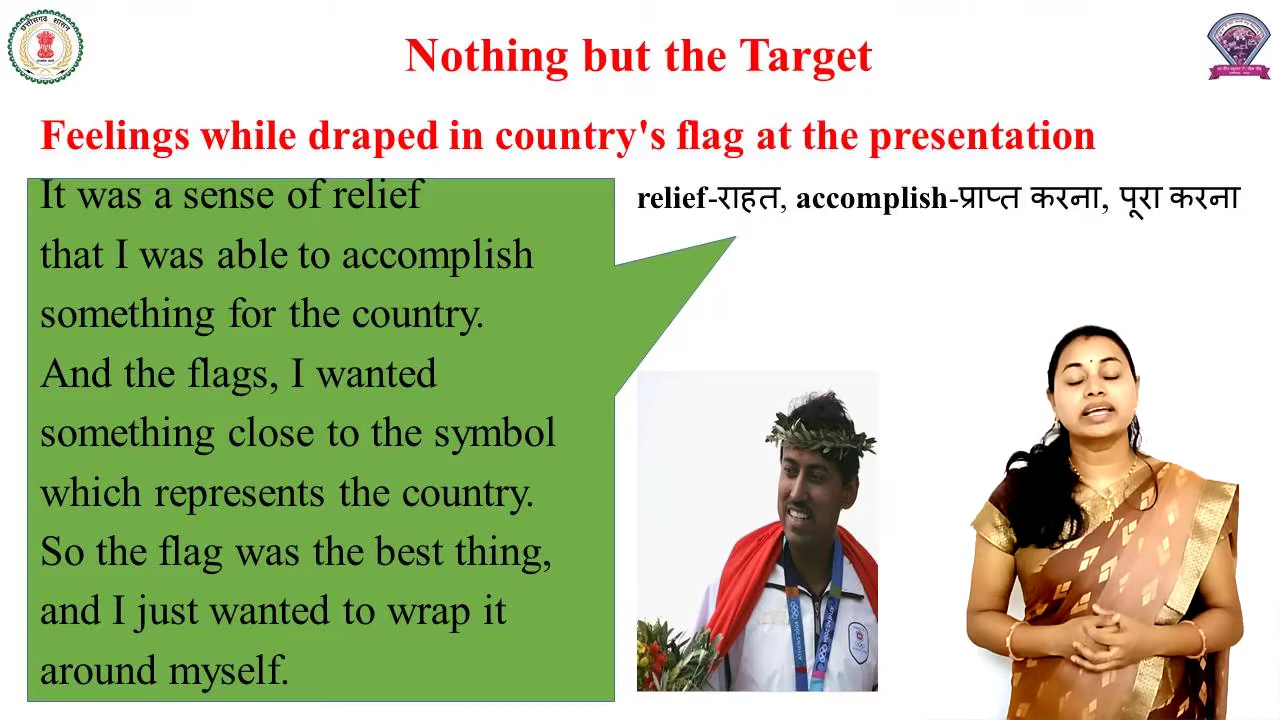 छत्तीसगढ़ शासन
Nothing but the Target
Feelings while draped in country's flag at the presentation
It was a sense of relief
that I was able to accomplish
something for the country.
And the flags, I wanted
something close to the symbol
which represents the country.
So the flag was the best thing,
and I just wanted to wrap it
around myself.
relief-राहत, accomplish-प्राप्त करना, पूरा करना